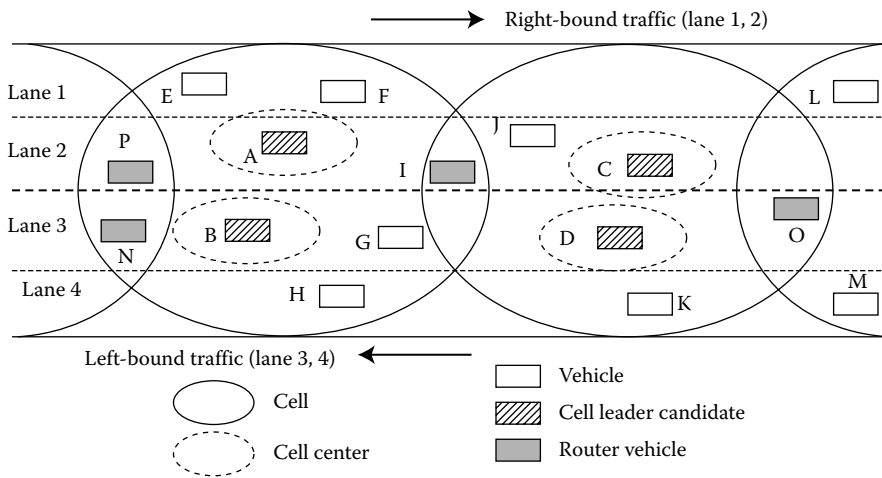 Right-bound traffic (lane 1, 2)
Lane 1
E
F
L
J
Lane 2
P
A
I
C
Lane 3
N
B
G
D
O
Lane 4
H
K
M
Left-bound traffic (lane 3, 4)
Cell
Cell center
Vehicle
Cell leader candidate
Router vehicle